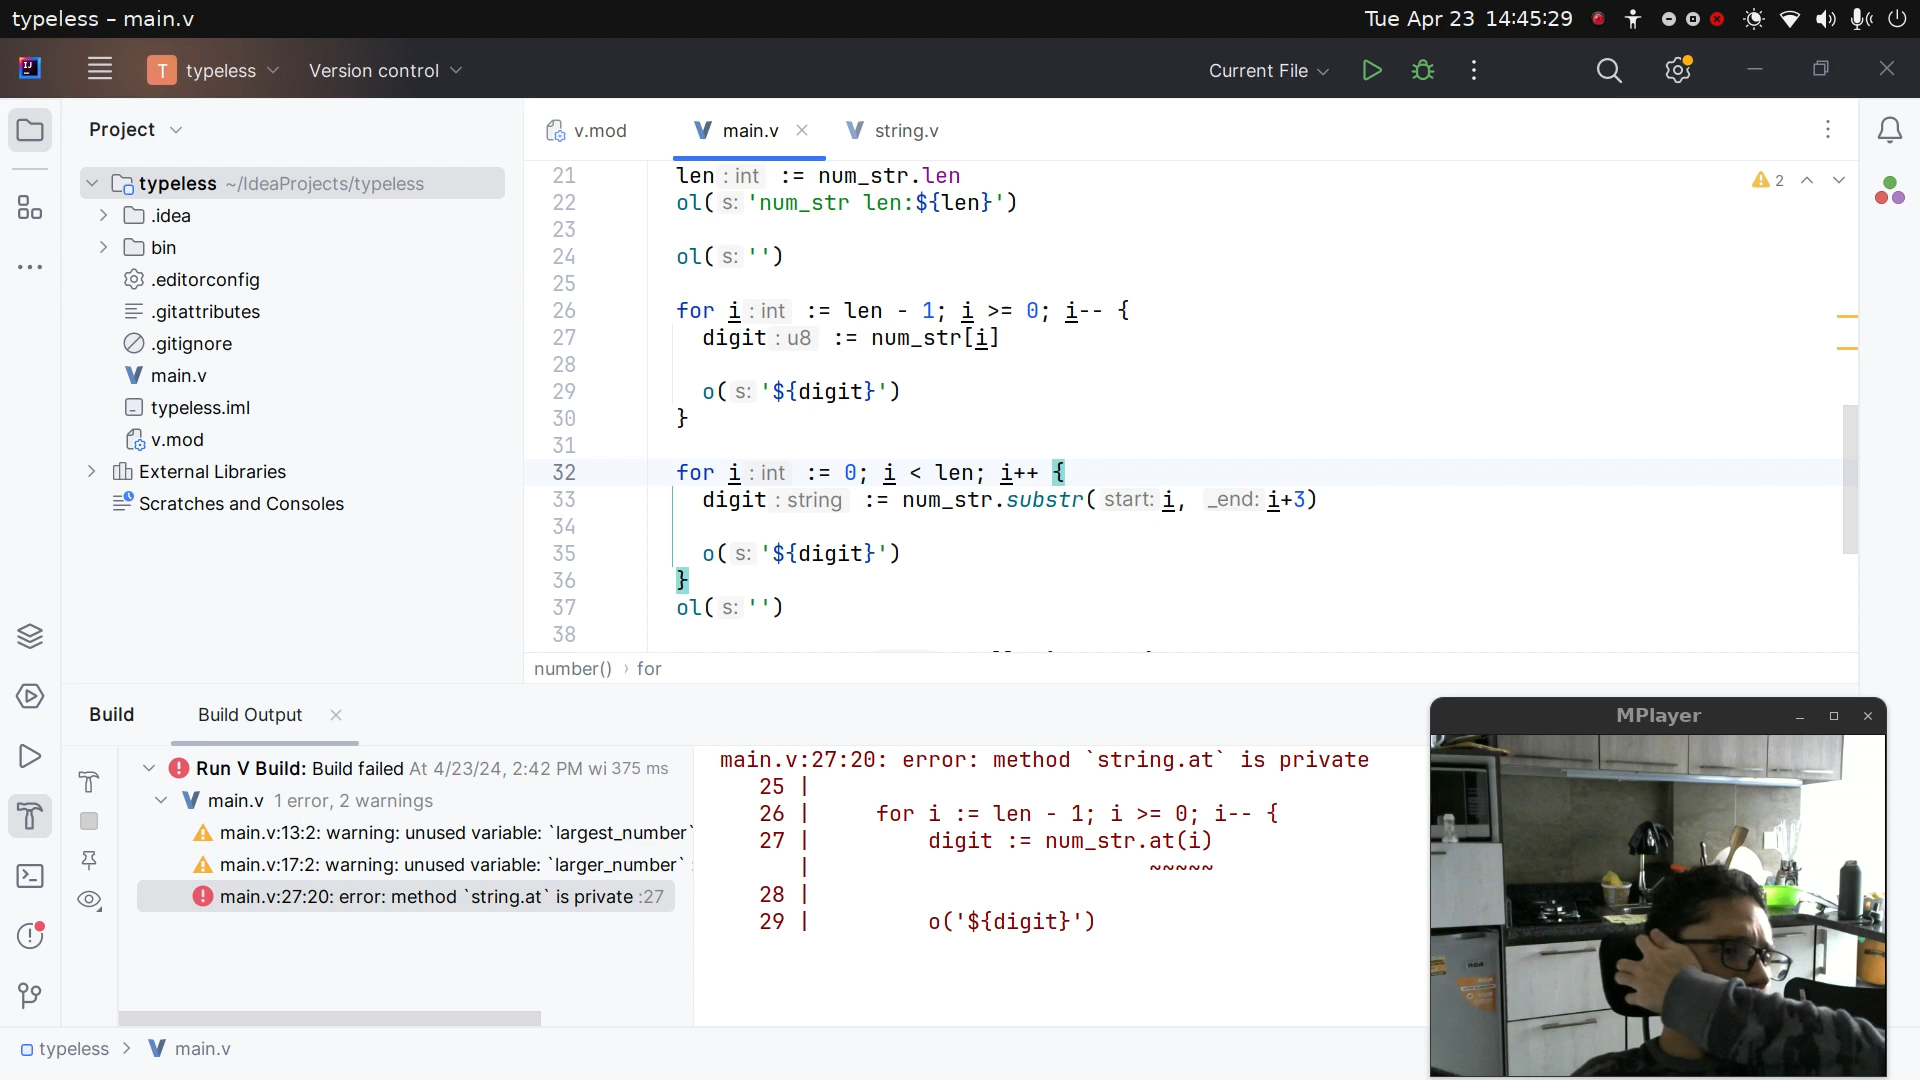 typeless – main.v
Tue Apr 23 14:45:29
T typeless
Version control
Current File
Project
v.mod
main.v
string.v
typeless ~/IdeaProjects/typeless
.idea
bin
.editorconfig
.gitattributes
.gitignore
main.v
typeless.iml
v.mod
External Libraries
Scratches and Consoles
2
21 len : int := num_str.len
22 ol( s: 'num_str len:${len}')
23
24 ol( s: '')
25
26 for i : int := len - 1; i >= 0; i-- {
27 digit : u8 := num_str[i]
28
29 o( s: '${digit}')
30 }
31
32 for i : int := 0; i < len; i++ {
33 digit : string := num_str.substr( start: i, _end: i+3)
34
35 o( s: '${digit}')
36 }
37 ol( s: '')
38
number() › for
Build
Build Output
Run V Build: Build failed At 4/23/24, 2:42 PM wi 375 ms
main.v 1 error, 2 warnings
main.v:13:2: warning: unused variable: `largest_number`
main.v:17:2: warning: unused variable: `larger_number`
main.v:27:20: error: method `string.at` is private :27
main.v:27:20: error: method `string.at` is private
25 |
26 | for i := len - 1; i >= 0; i-- {
27 | digit := num_str.at(i)
| ~~~~~
28 |
29 | o('${digit}')
MPlayer
typeless > main.v